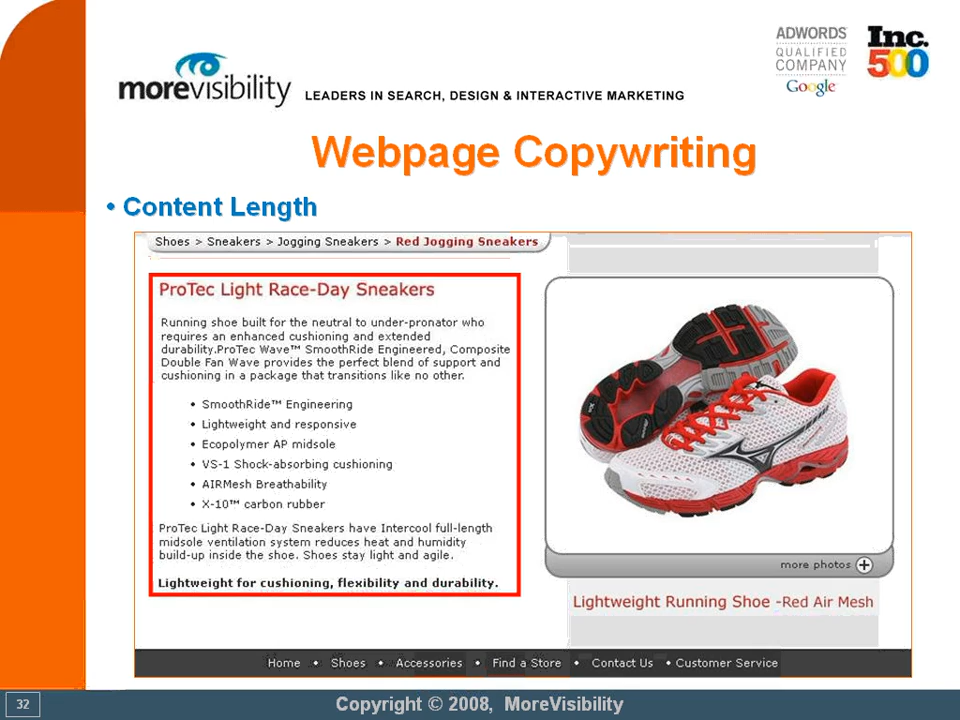 ADWORDS
QUALIFIED
COMPANY
Google
Inc.
500
morevisibility
LEADERS IN SEARCH, DESIGN & INTERACTIVE MARKETING
Webpage Copywriting
• Content Length
Shoes > Sneakers > Jogging Sneakers > Red Jogging Sneakers
ProTec Light Race-Day Sneakers
Running shoe built for the neutral to under-pronator who
requires an enhanced cushioning and extended
durability.ProTec Wave™ SmoothRide Engineered, Composite
Double Fan Wave provides the perfect blend of support and
cushioning in a package that transitions like no other.
• SmoothRide™ Engineering
• Lightweight and responsive
• Ecopolymer AP midsole
• VS-1 Shock-absorbing cushioning
• AIRMesh Breathability
• X-10™ carbon rubber
ProTec Light Race-Day Sneakers have Intercool full-length
midsole ventilation system reduces heat and humidity
build-up inside the shoe. Shoes stay light and agile.
Lightweight for cushioning, flexibility and durability.
more photos
Lightweight Running Shoe -Red Air Mesh
Home • Shoes • Accessories • Find a Store • Contact Us • Customer Service
32
Copyright © 2008, MoreVisibility